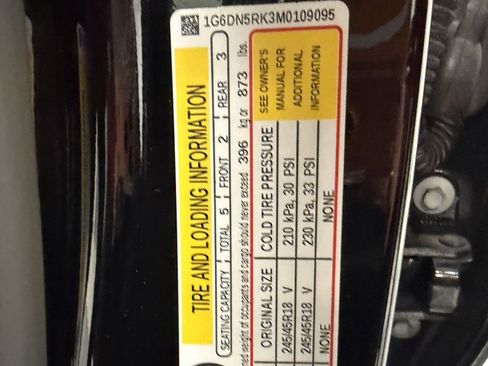 1G6DN5RK3M0109095
TIRE AND LOADING INFORMATION
SEATING CAPACITY TOTAL 5 FRONT 2 REAR 3
weight of occupants and cargo should never exceed 396 kg or 873 lbs.
ORIGINAL SIZE COLD TIRE PRESSURE SEE OWNER'S
MANUAL FOR
ADDITIONAL
INFORMATION
245/45R18 V 210 kPa, 30 PSI
245/45R18 V 230 kPa, 33 PSI
NONE NONE